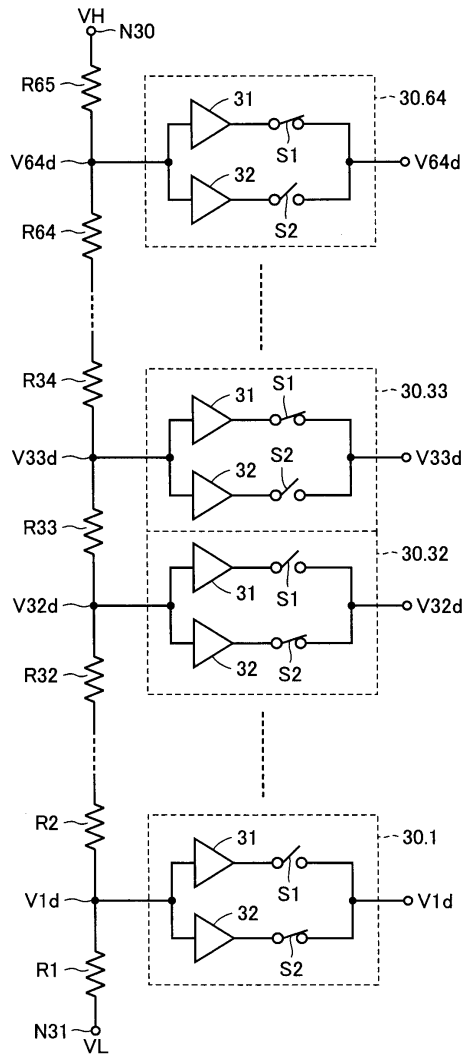 VH
N30
R65
31
30.64
S1
V64d
V64d
32
R64
S2
R34
S1
31
30.33
S2
V33d
V33d
32
R33
30.32
31
S1
V32d
V32d
R32
32
S2
R2
31
30.1
S1
V1d
V1d
32
R1
S2
N31
VL